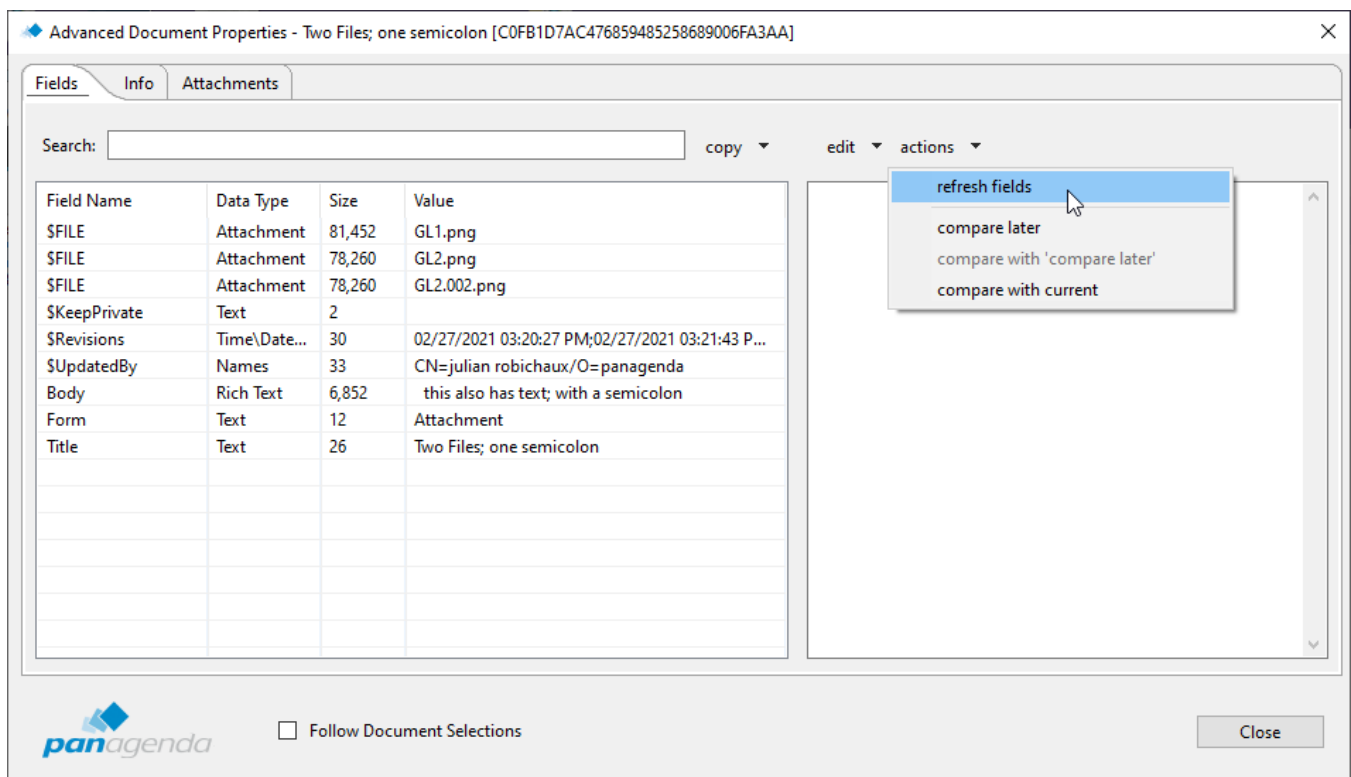 Advanced Document Properties - Two Files; one semicolon [C0FB1D7AC476859485258689006FA3AA]
Fields Info Attachments
Search: copy edit actions
refresh fields
compare later
compare with 'compare later'
compare with current
Field Name Data Type Size Value
$FILE Attachment 81,452 GL1.png
$FILE Attachment 78,260 GL2.png
$FILE Attachment 78,260 GL2.002.png
$KeepPrivate Text 2
$Revisions Time\Date... 30 02/27/2021 03:20:27 PM;02/27/2021 03:21:43 P...
$UpdatedBy Names 33 CN=julian robichaux/O=panagenda
Body Rich Text 6,852 this also has text; with a semicolon
Form Text 12 Attachment
Title Text 26 Two Files; one semicolon
panagenda
Follow Document Selections
Close